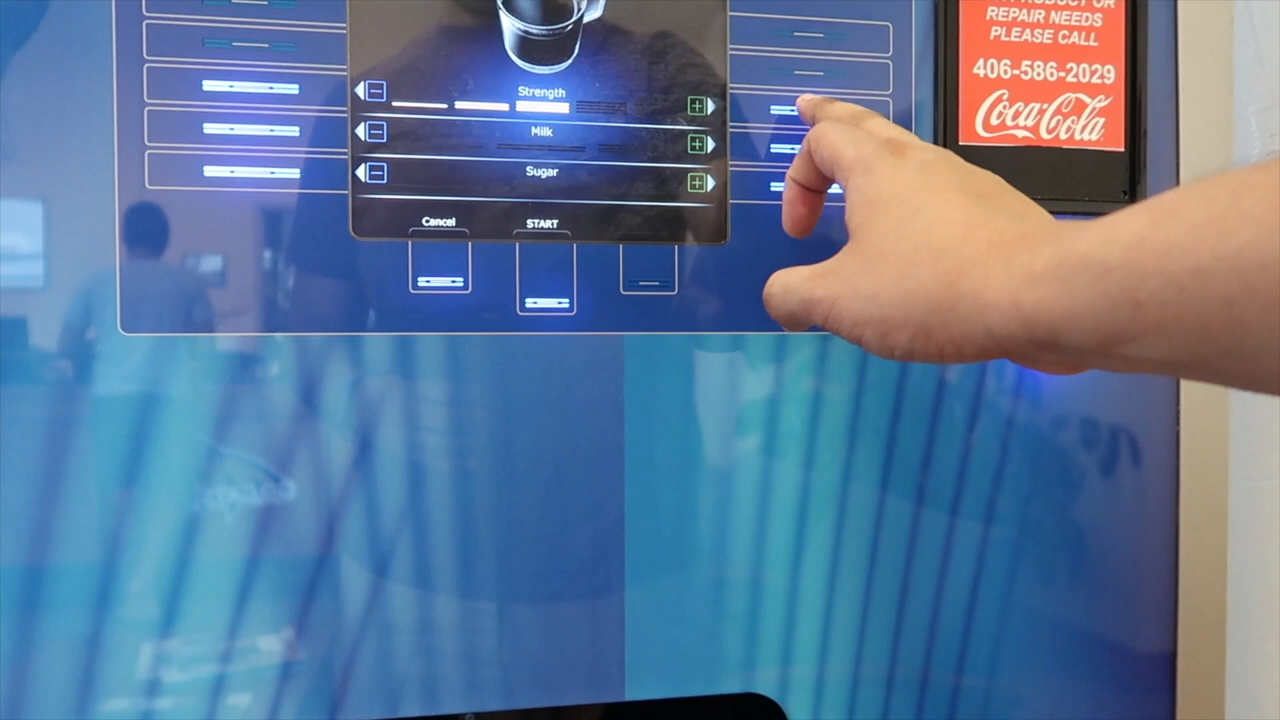 PRODUCT OR
REPAIR NEEDS
PLEASE CALL
406-586-2029
Coca-Cola
Strength
Milk
Sugar
Cancel
START